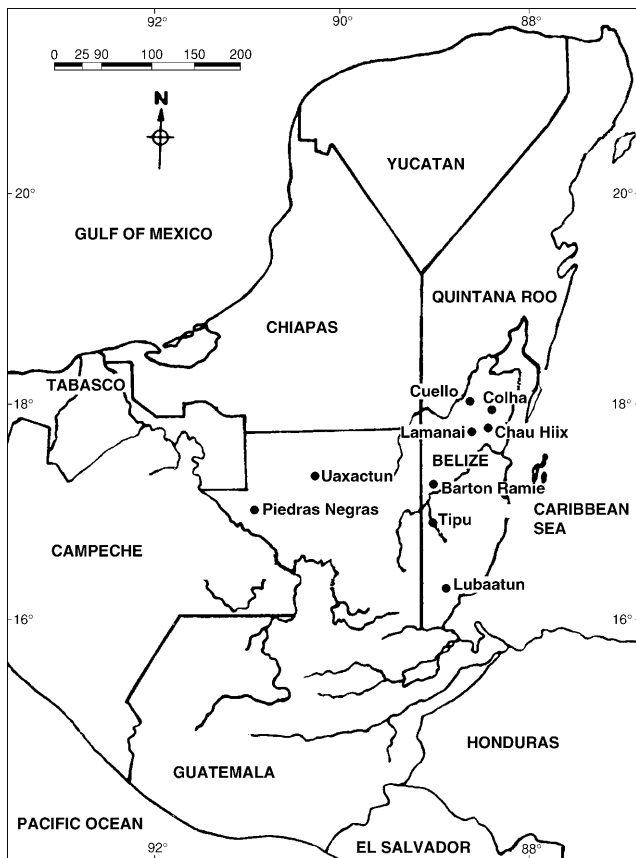 92° 90° 88°
0 25 90 100 150 200
N
YUCATAN
20° 20°
GULF OF MEXICO
QUINTANA ROO
CHIAPAS
TABASCO
Cuello
Colha
18° 18°
Lamanai
Chau Hiix
BELIZE
Uaxactun
Barton Ramie
Piedras Negras
CARIBBEAN
SEA
Tipu
CAMPECHE
Lubaatun
16° 16°
HONDURAS
GUATEMALA
PACIFIC OCEAN
EL SALVADOR
92° 88°